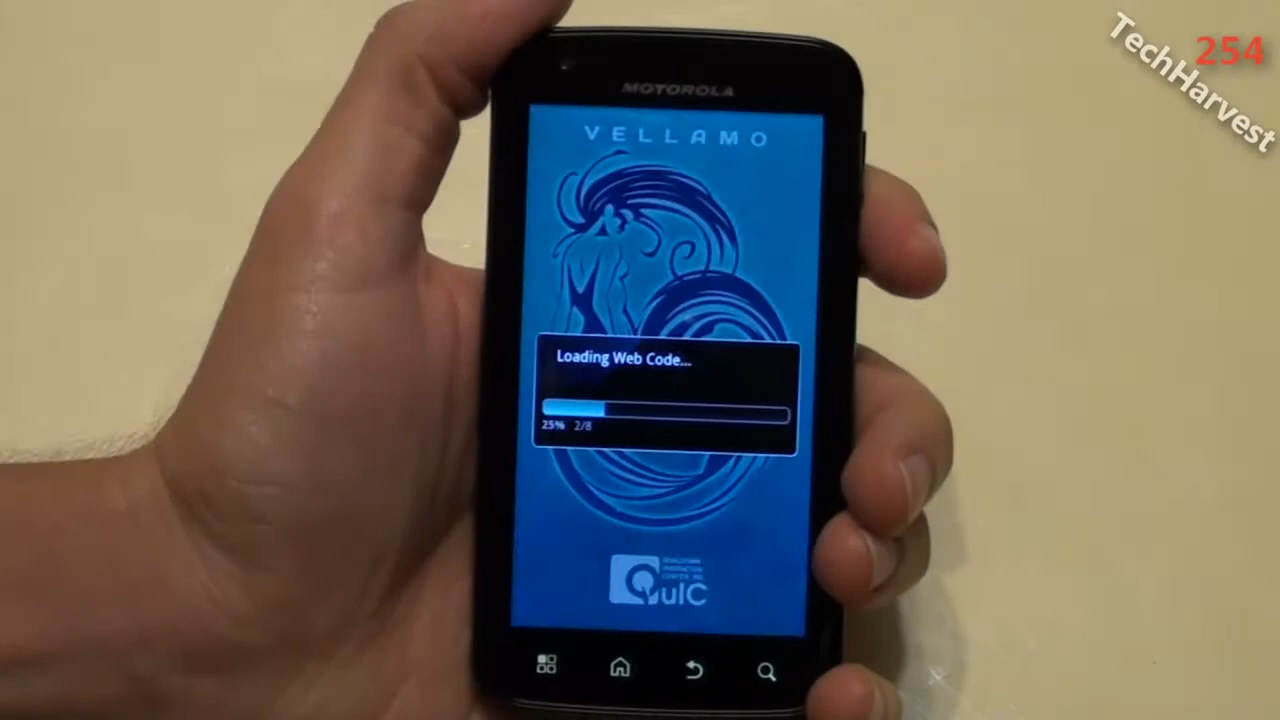 254
TechHarvest
MOTOROLA
VELLAMO
Loading Web Code...
25% 2/8
QuIC